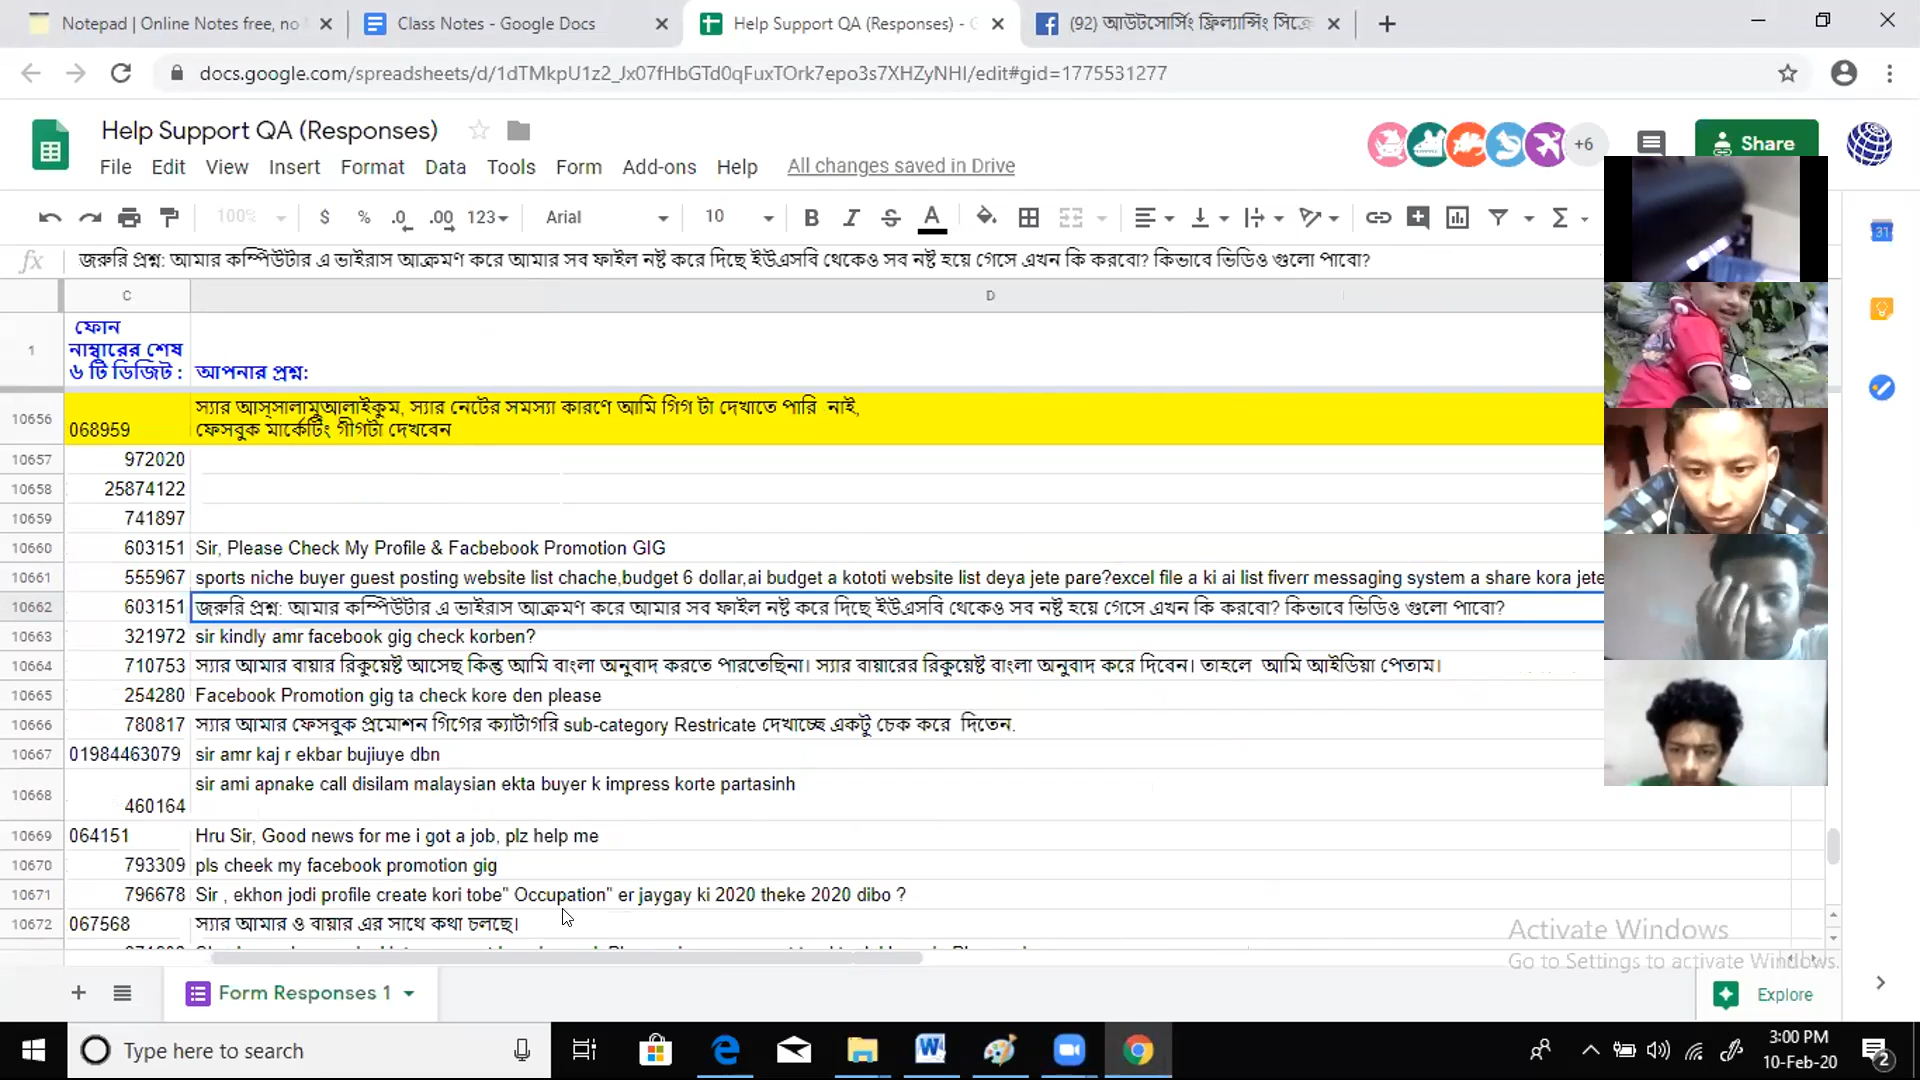 Notepad | Online Notes free, no
Class Notes - Google Docs
Help Support QA (Responses) -
(92) আউটসোর্সিং ফ্রিল্যান্সিং
docs.google.com/spreadsheets/d/1dTMkpU1z2_Jx07fHbGTd0qFuxTOrk7epo3s7XHZyNHI/edit#gid=1775531277
Help Support QA (Responses)
+6
Share
File Edit View Insert Format Data Tools Form Add-ons Help All changes saved in Drive
100% $ % .0 .00 123 Arial 10 B I S A Σ
31
fx জরুরি প্রশ্ন: আমার কম্পিউটার এ ভাইরাস আক্রমণ করে আমার সব ফাইল নষ্ট করে দিছে ইউএসবি থেকেও সব নষ্ট হয়ে গেসে এখন কি করবো? কিভাবে ভিডিও গুলো পাবো?
C D
1
ফোন
নাম্বারের শেষ
৬ টি ডিজিট : আপনার প্রশ্ন:
10656 068959 স্যার আস্সালামুআলাইকুম, স্যার নেটের সমস্যা কারণে আমি গিগ টা দেখাতে পারি নাই,
ফেসবুক মার্কেটিং গীগটা দেখবেন
10657 972020
10658 25874122
10659 741897
10660 603151 Sir, Please Check My Profile & Facbebook Promotion GIG
10661 555967 sports niche buyer guest posting website list chache,budget 6 dollar,ai budget a kototi website list deya jete pare?excel file a ki ai list fiverr messaging system a share kora jete
10662 603151 জরুরি প্রশ্ন: আমার কম্পিউটার এ ভাইরাস আক্রমণ করে আমার সব ফাইল নষ্ট করে দিছে ইউএসবি থেকেও সব নষ্ট হয়ে গেসে এখন কি করবো? কিভাবে ভিডিও গুলো পাবো?
10663 321972 sir kindly amr facebook gig check korben?
10664 710753 স্যার আমার বায়ার রিকুয়েষ্ট আসেছ কিন্তু আমি বাংলা অনুবাদ করতে পারতেছিনা। স্যার বায়ারের রিকুয়েষ্ট বাংলা অনুবাদ করে দিবেন। তাহলে আমি আইডিয়া পেতাম।
10665 254280 Facebook Promotion gig ta check kore den please
10666 780817 স্যার আমার ফেসবুক প্রমোশন গিগের ক্যাটাগরি sub-category Restricate দেখাচ্ছে একটু চেক করে দিতেন.
10667 01984463079 sir amr kaj r ekbar bujiuye dbn
10668 460164 sir ami apnake call disilam malaysian ekta buyer k impress korte partasinh
10669 064151 Hru Sir, Good news for me i got a job, plz help me
10670 793309 pls cheek my facebook promotion gig
10671 796678 Sir , ekhon jodi profile create kori tobe" Occupation" er jaygay ki 2020 theke 2020 dibo ?
10672 067568 স্যার আমার ও বায়ার এর সাথে কথা চলছে।
Activate Windows
Go to Settings to activate Windows.
Form Responses 1
Explore
Type here to search
3:00 PM
10-Feb-20
2